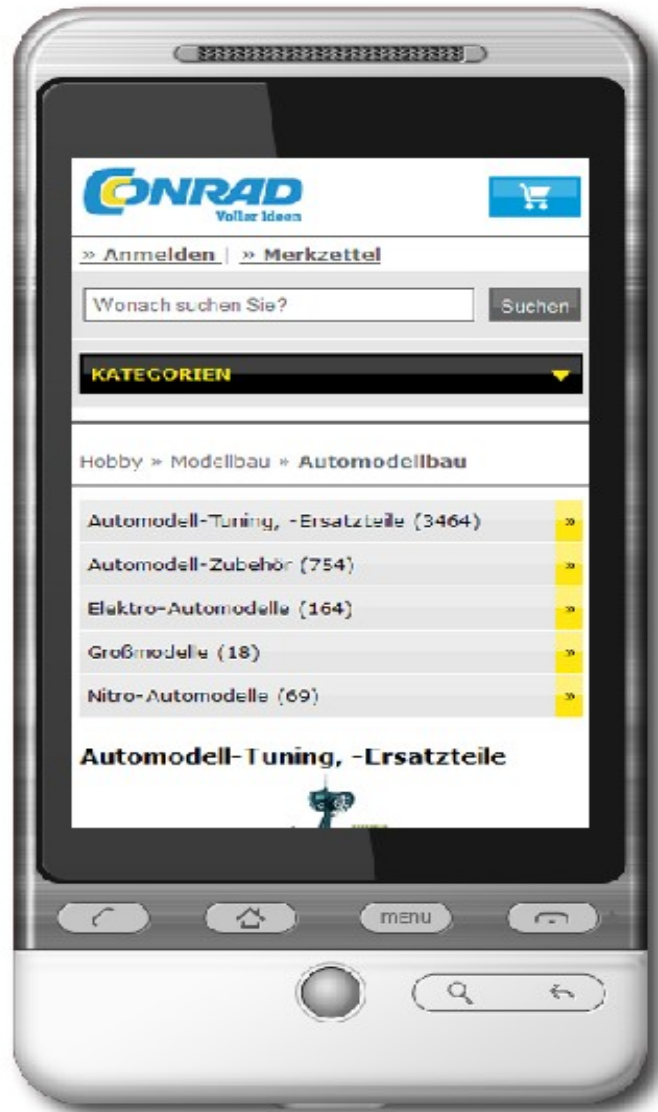 CONRAD
Voller Ideen
» Anmelden | » Merkzettel
Wonach suchen Sie? Suchen
KATEGORIEN
Hobby » Modellbau » Automodellbau
Automodell-Tuning, -Ersatzteile (3464) »
Automodell-Zubehör (754) »
Elektro-Automodelle (164) »
Großmodelle (18) »
Nitro-Automodelle (69) »
Automodell-Tuning, -Ersatzteile
menu